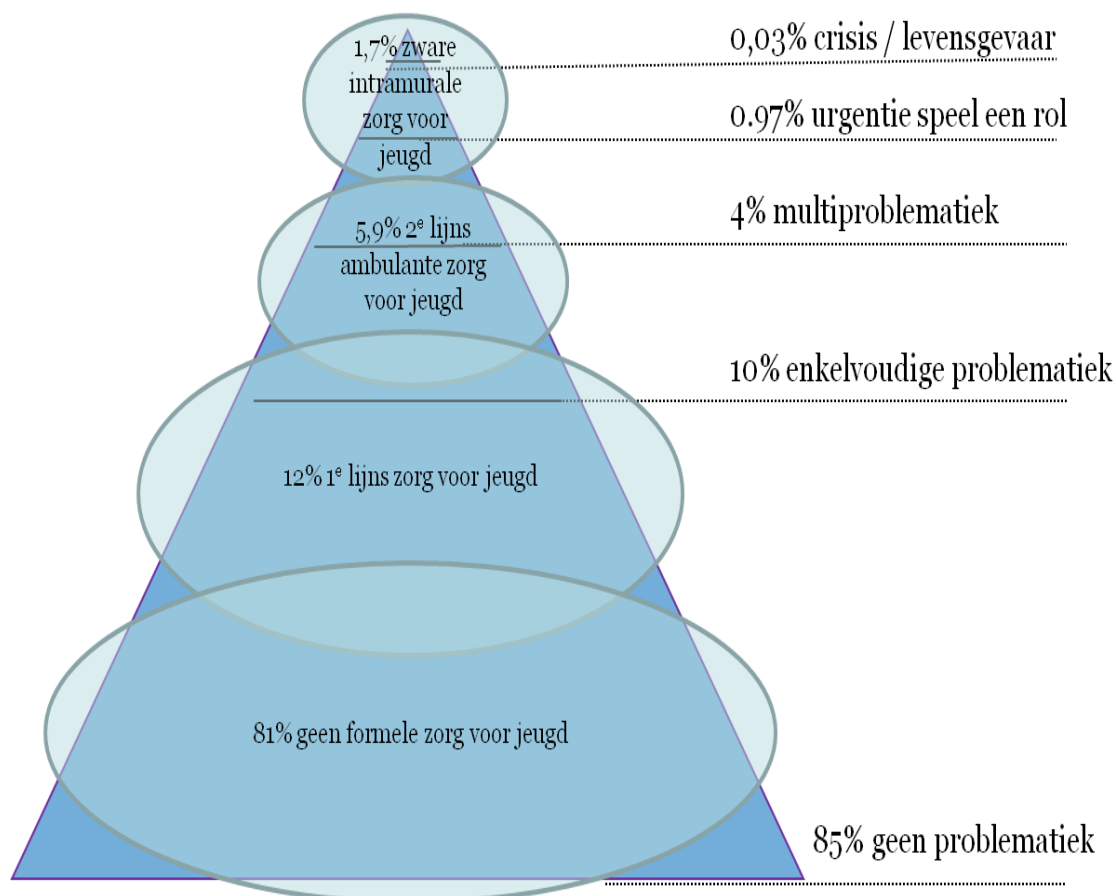 1,7% zware
intramurale
zorg voor
jeugd
5,9% 2e lijns
ambulante zorg
voor jeugd
12% 1e lijns zorg voor jeugd
81% geen formele zorg voor jeugd
0,03% crisis / levensgevaar
0.97% urgentie speel een rol
4% multiproblematiek
10% enkelvoudige problematiek
85% geen problematiek